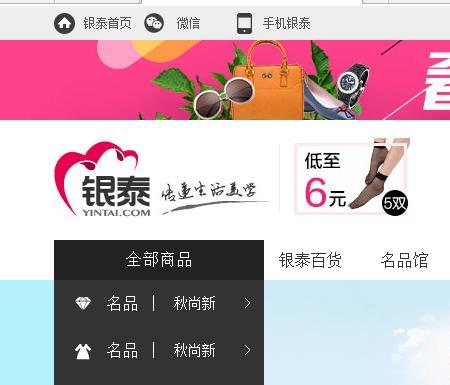 银泰首页 微信 手机银泰
银泰
YINTAI.COM
传递生活美学
低至
6元
5双
全部商品 银泰百货 名品馆
名品 | 秋尚新 >
名品 | 秋尚新 >